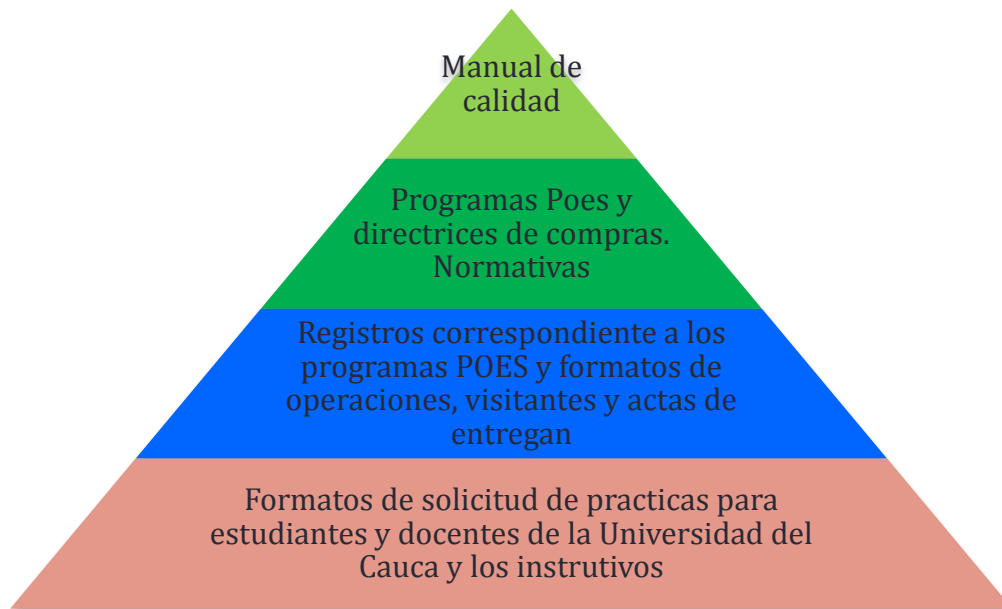 Manual de
calidad
Programas Poes y
directrices de compras.
Normativas
Registros correspondiente a los
programas POES y formatos de
operaciones, visitantes y actas de
entregan
Formatos de solicitud de practicas para
estudiantes y docentes de la Universidad del
Cauca y los instrutivos